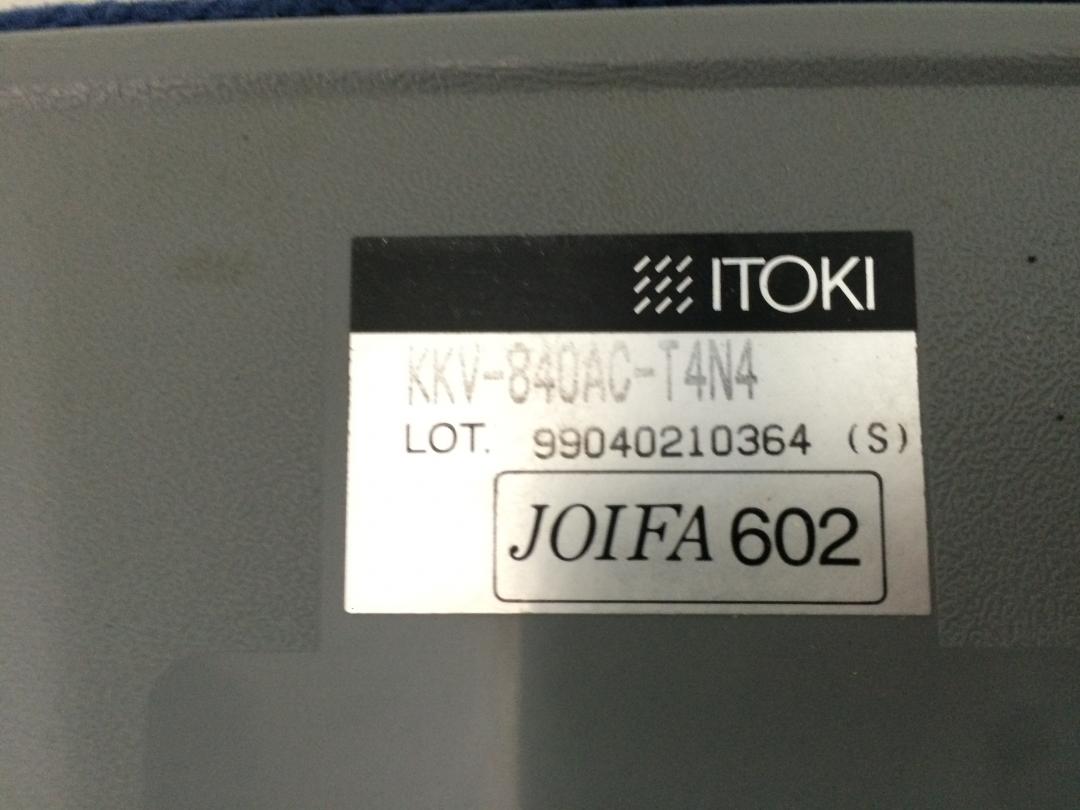 ITOKI
KKV-840AC-T4N4
LOT. 99040210364 (S)
JOIFA 602